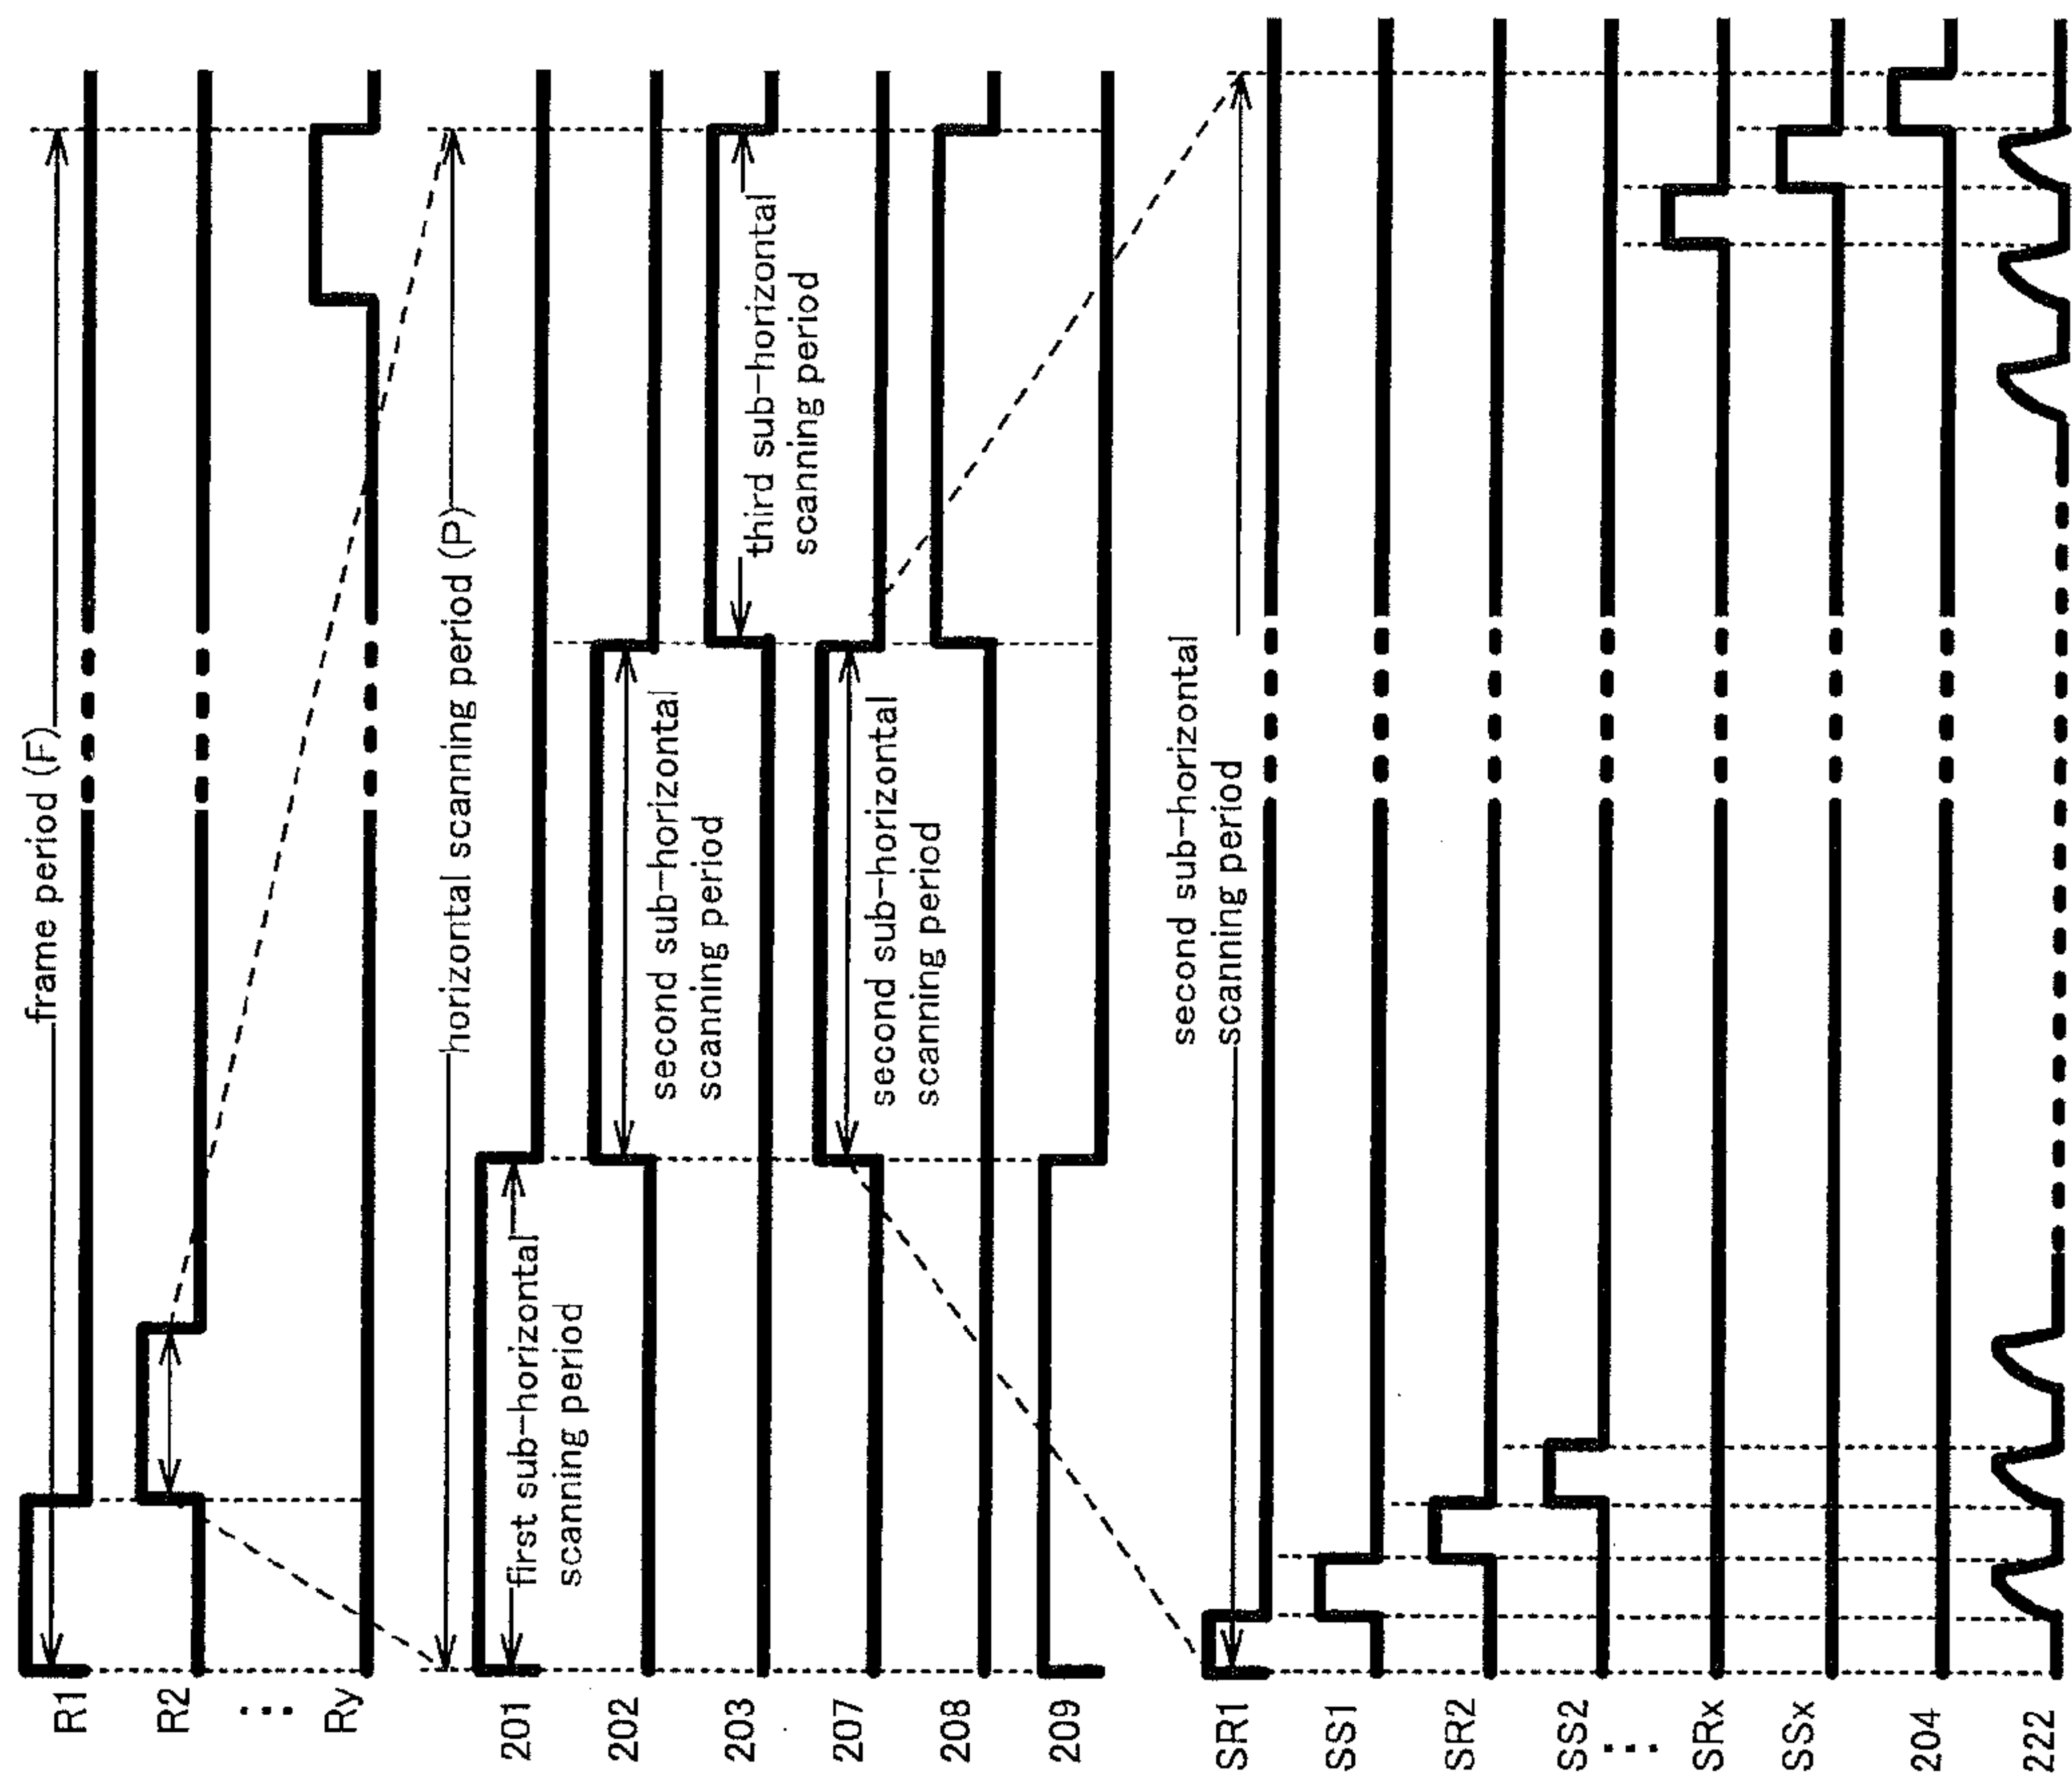 frame period (F)
R1
R2
⋮
Ry
horizontal scanning period (P)
201
first sub-horizontal
scanning period
202
second sub-horizontal
scanning period
203
third sub-horizontal
scanning period
207
second sub-horizontal
scanning period
208
209
second sub-horizontal
scanning period
SR1
SS1
SR2
SS2
⋮
SRx
SSx
204
222